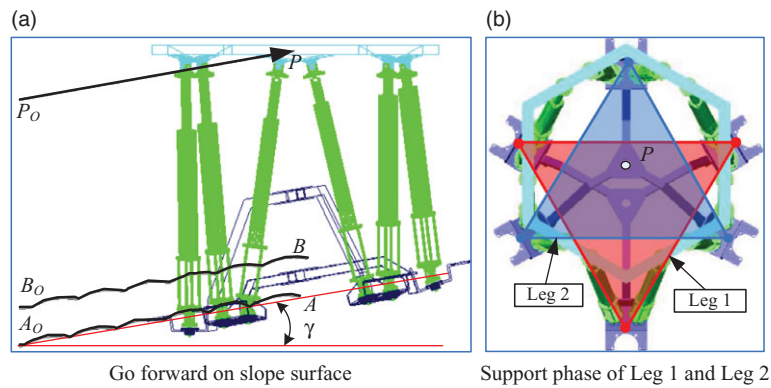 (a)
P
P_O
B
B_O
A_O
A
γ
Go forward on slope surface
(b)
P
Leg 2
Leg 1
Support phase of Leg 1 and Leg 2